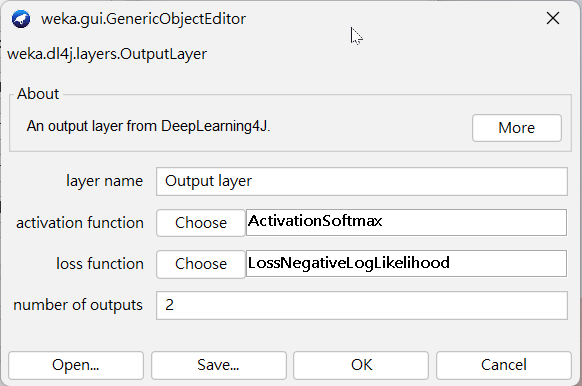 weka.gui.GenericObjectEditor
weka.dl4j.layers.OutputLayer
About
An output layer from DeepLearning4J.
More
layer name Output layer
activation function Choose ActivationSoftmax
loss function Choose LossNegativeLogLikelihood
number of outputs 2
Open... Save... OK Cancel